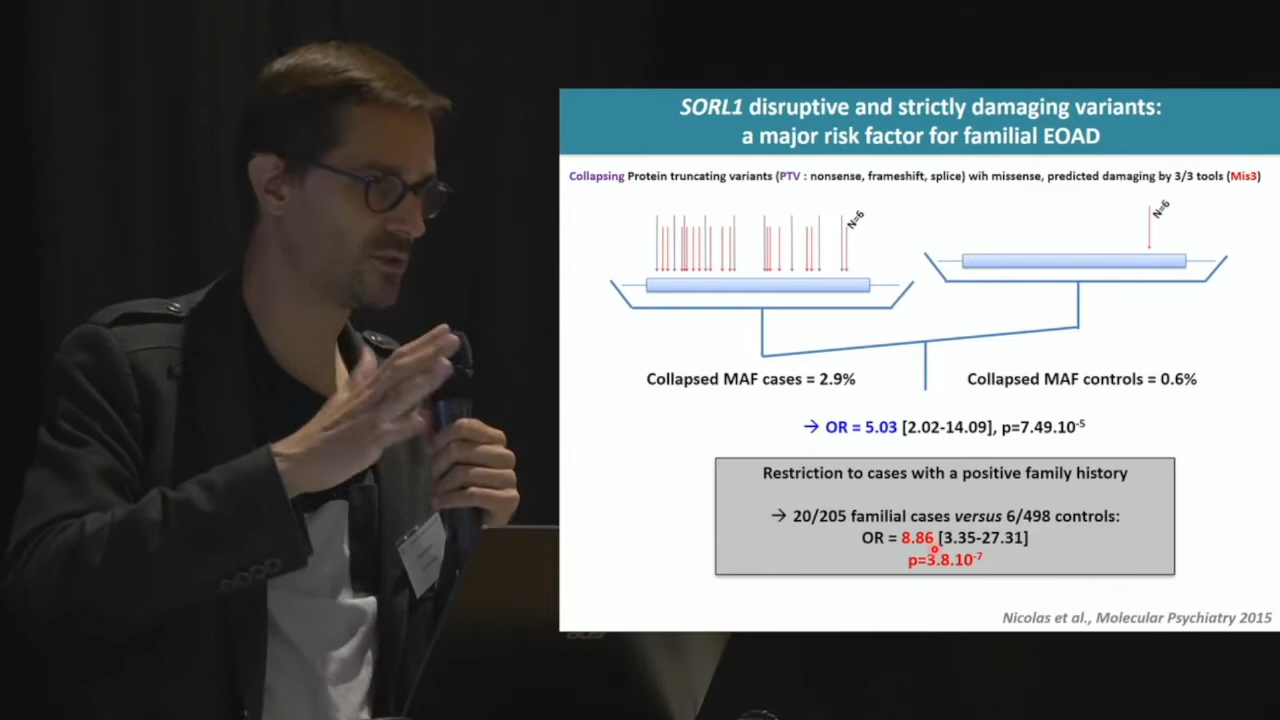 SORL1 disruptive and strictly damaging variants:
a major risk factor for familial EOAD
Collapsing Protein truncating variants (PTV : nonsense, frameshift, splice) wih missense, predicted damaging by 3/3 tools (Mis3)
N=6
N=6
Collapsed MAF cases = 2.9%
Collapsed MAF controls = 0.6%
→ OR = 5.03 [2.02-14.09], p=7.49.10⁻⁵
Restriction to cases with a positive family history
→ 20/205 familial cases versus 6/498 controls:
OR = 8.86 [3.35-27.31]
p=3.8.10⁻⁷
Nicolas et al., Molecular Psychiatry 2015